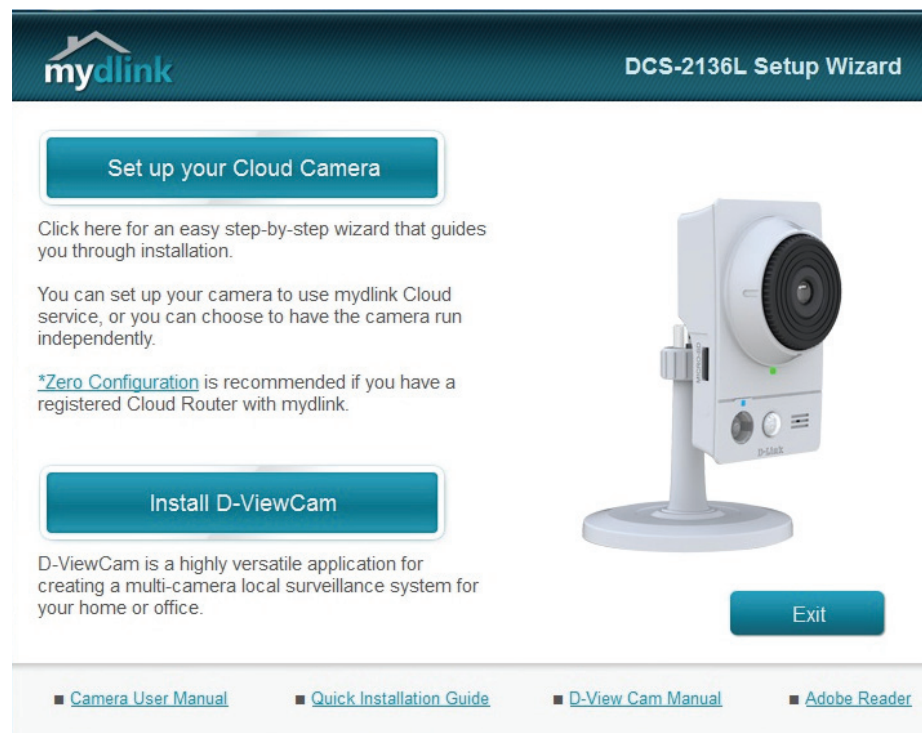 mydlink
DCS-2136L Setup Wizard
Set up your Cloud Camera
Click here for an easy step-by-step wizard that guides
you through installation.
You can set up your camera to use mydlink Cloud
service, or you can choose to have the camera run
independently.
*Zero Configuration is recommended if you have a
registered Cloud Router with mydlink.
MICRO-SD
D-Link
Install D-ViewCam
D-ViewCam is a highly versatile application for
creating a multi-camera local surveillance system for
your home or office.
Exit
■ Camera User Manual
■ Quick Installation Guide
■ D-View Cam Manual
■ Adobe Reader